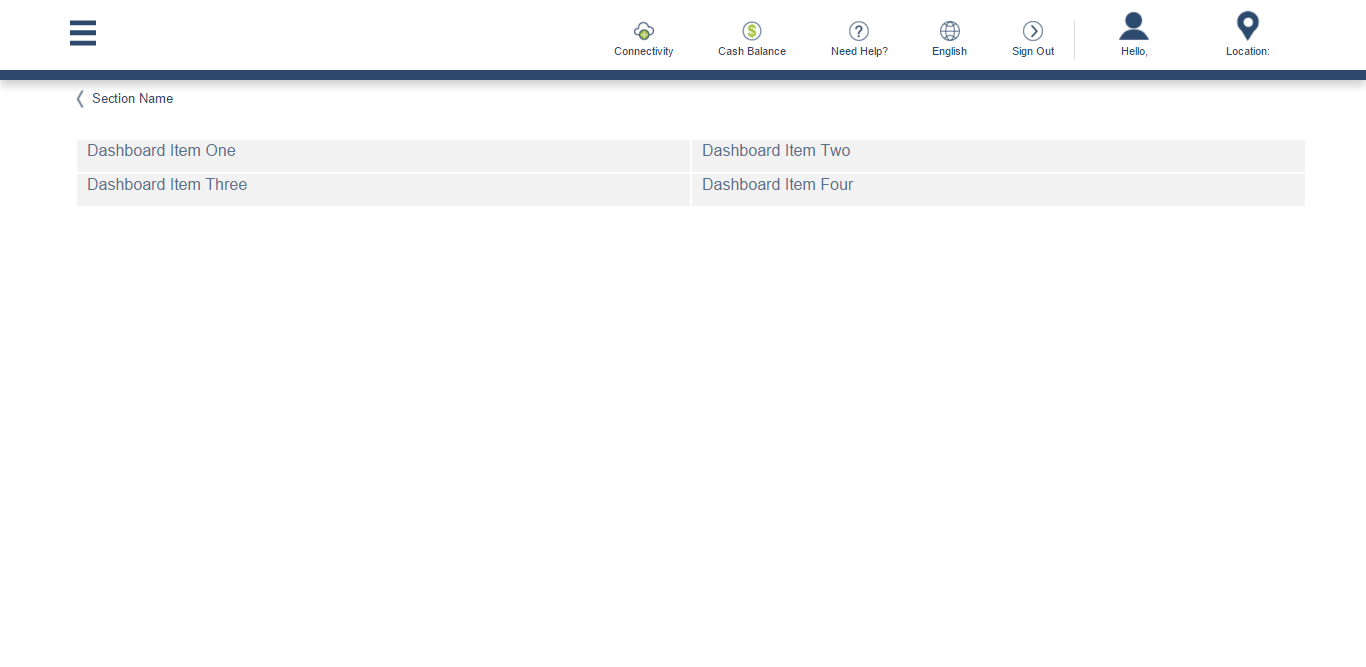 Connectivity Cash Balance Need Help? English Sign Out Hello, Location:
Section Name
Dashboard Item One Dashboard Item Two
Dashboard Item Three Dashboard Item Four